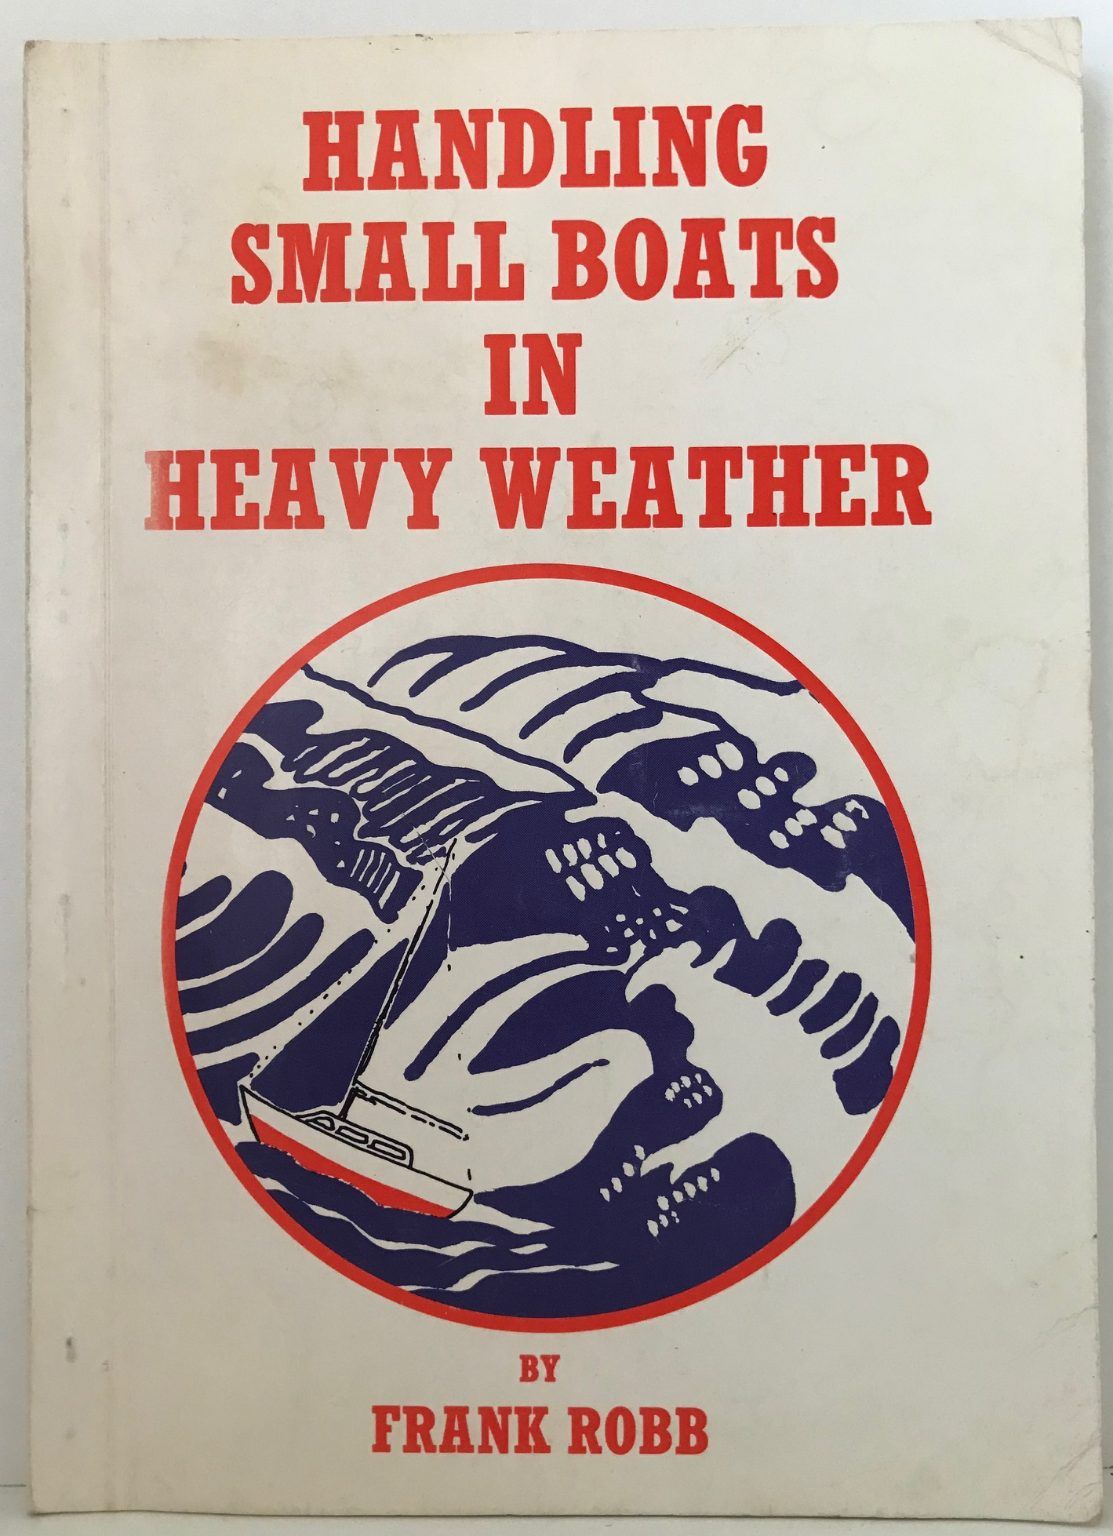 HANDLING
SMALL BOATS
IN
HEAVY WEATHER
BY
FRANK ROBB